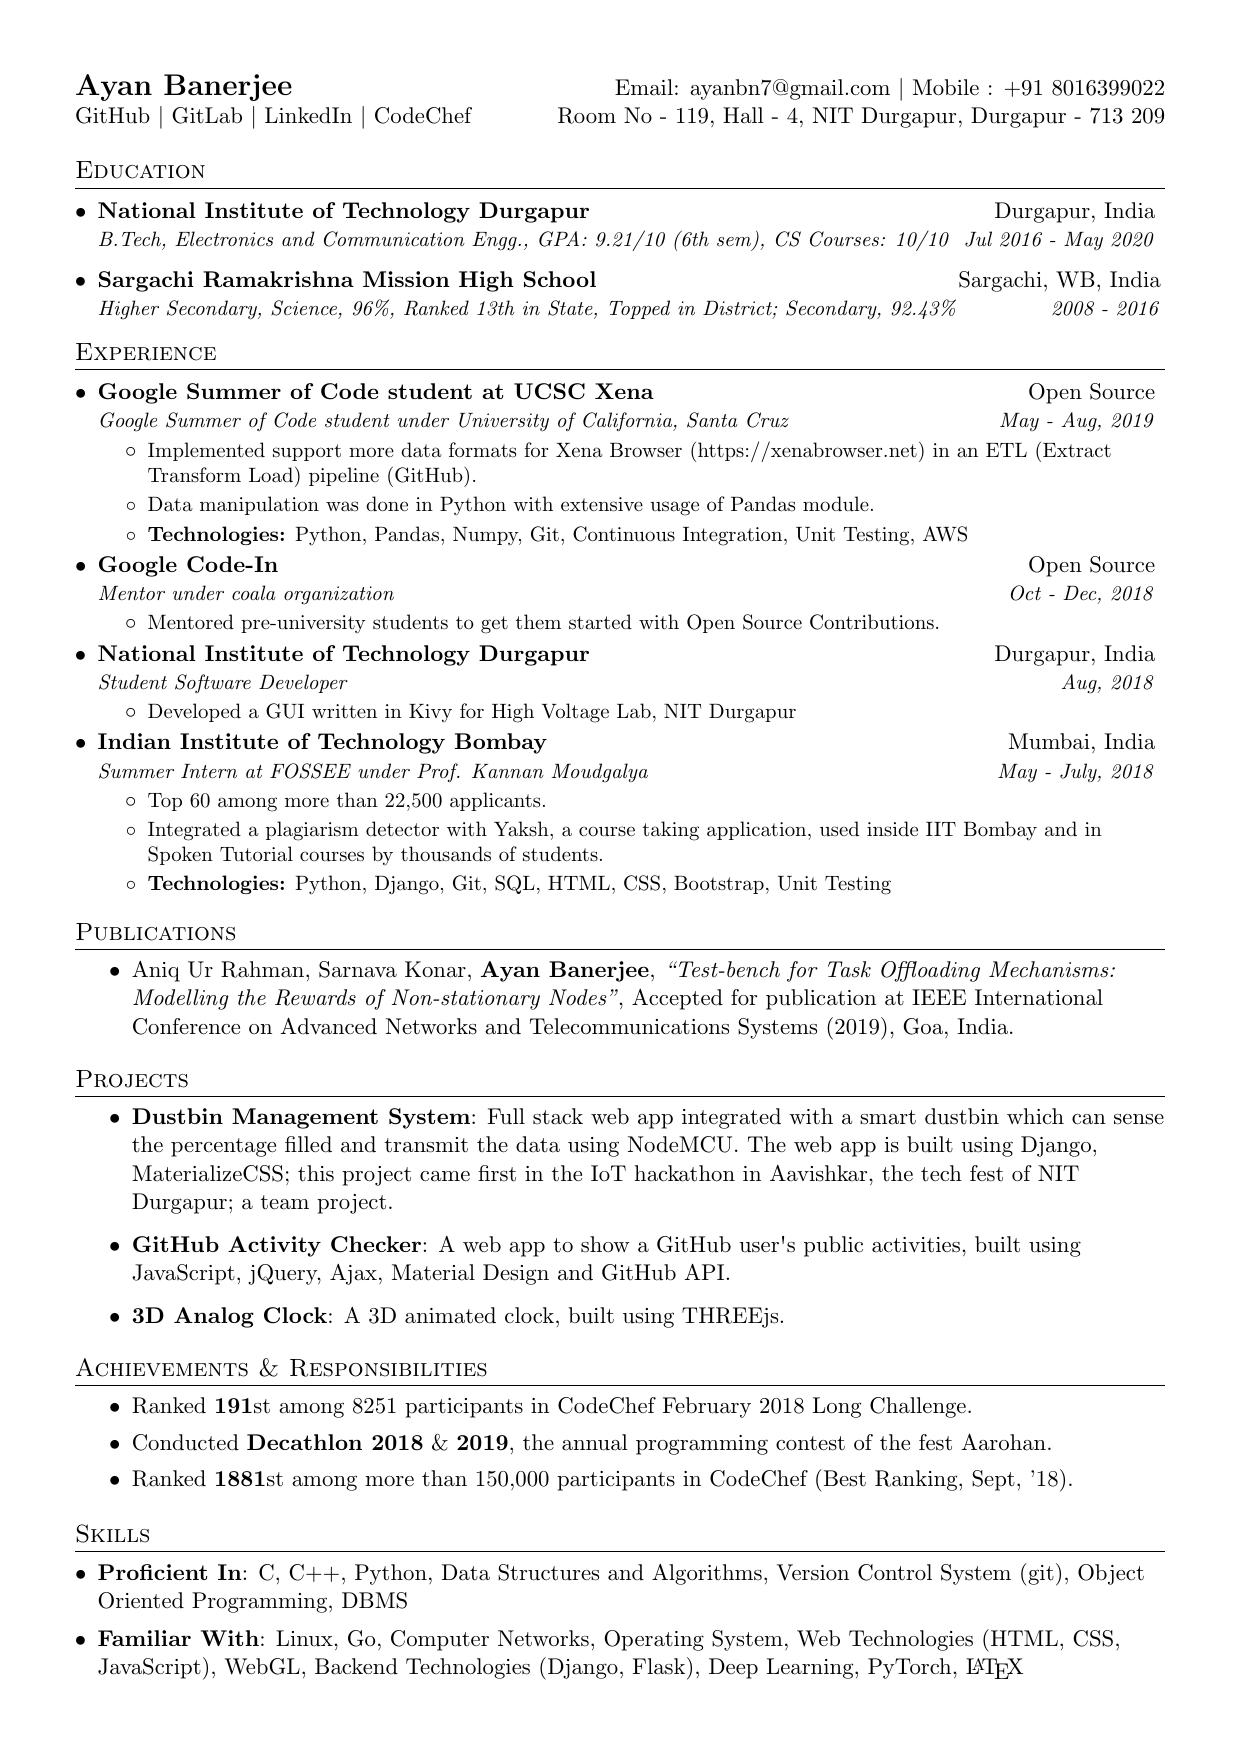 Ayan Banerjee Email: ayanbn7@gmail.com | Mobile : +91 8016399022
GitHub | GitLab | LinkedIn | CodeChef Room No - 119, Hall - 4, NIT Durgapur, Durgapur - 713 209
Education
• National Institute of Technology Durgapur Durgapur, India
B.Tech, Electronics and Communication Engg., GPA: 9.21/10 (6th sem), CS Courses: 10/10 Jul 2016 - May 2020
• Sargachi Ramakrishna Mission High School Sargachi, WB, India
Higher Secondary, Science, 96%, Ranked 13th in State, Topped in District; Secondary, 92.43% 2008 - 2016
Experience
• Google Summer of Code student at UCSC Xena Open Source
Google Summer of Code student under University of California, Santa Cruz May - Aug, 2019
◦ Implemented support more data formats for Xena Browser (https://xenabrowser.net) in an ETL (Extract
Transform Load) pipeline (GitHub).
◦ Data manipulation was done in Python with extensive usage of Pandas module.
◦ Technologies: Python, Pandas, Numpy, Git, Continuous Integration, Unit Testing, AWS
• Google Code-In Open Source
Mentor under coala organization Oct - Dec, 2018
◦ Mentored pre-university students to get them started with Open Source Contributions.
• National Institute of Technology Durgapur Durgapur, India
Student Software Developer Aug, 2018
◦ Developed a GUI written in Kivy for High Voltage Lab, NIT Durgapur
• Indian Institute of Technology Bombay Mumbai, India
Summer Intern at FOSSEE under Prof. Kannan Moudgalya May - July, 2018
◦ Top 60 among more than 22,500 applicants.
◦ Integrated a plagiarism detector with Yaksh, a course taking application, used inside IIT Bombay and in
Spoken Tutorial courses by thousands of students.
◦ Technologies: Python, Django, Git, SQL, HTML, CSS, Bootstrap, Unit Testing
Publications
• Aniq Ur Rahman, Sarnava Konar, Ayan Banerjee, “Test-bench for Task Offloading Mechanisms:
Modelling the Rewards of Non-stationary Nodes”, Accepted for publication at IEEE International
Conference on Advanced Networks and Telecommunications Systems (2019), Goa, India.
Projects
• Dustbin Management System: Full stack web app integrated with a smart dustbin which can sense
the percentage filled and transmit the data using NodeMCU. The web app is built using Django,
MaterializeCSS; this project came first in the IoT hackathon in Aavishkar, the tech fest of NIT
Durgapur; a team project.
• GitHub Activity Checker: A web app to show a GitHub user's public activities, built using
JavaScript, jQuery, Ajax, Material Design and GitHub API.
• 3D Analog Clock: A 3D animated clock, built using THREEjs.
Achievements & Responsibilities
• Ranked 191st among 8251 participants in CodeChef February 2018 Long Challenge.
• Conducted Decathlon 2018 & 2019, the annual programming contest of the fest Aarohan.
• Ranked 1881st among more than 150,000 participants in CodeChef (Best Ranking, Sept, ’18).
Skills
• Proficient In: C, C++, Python, Data Structures and Algorithms, Version Control System (git), Object
Oriented Programming, DBMS
• Familiar With: Linux, Go, Computer Networks, Operating System, Web Technologies (HTML, CSS,
JavaScript), WebGL, Backend Technologies (Django, Flask), Deep Learning, PyTorch, LATEX